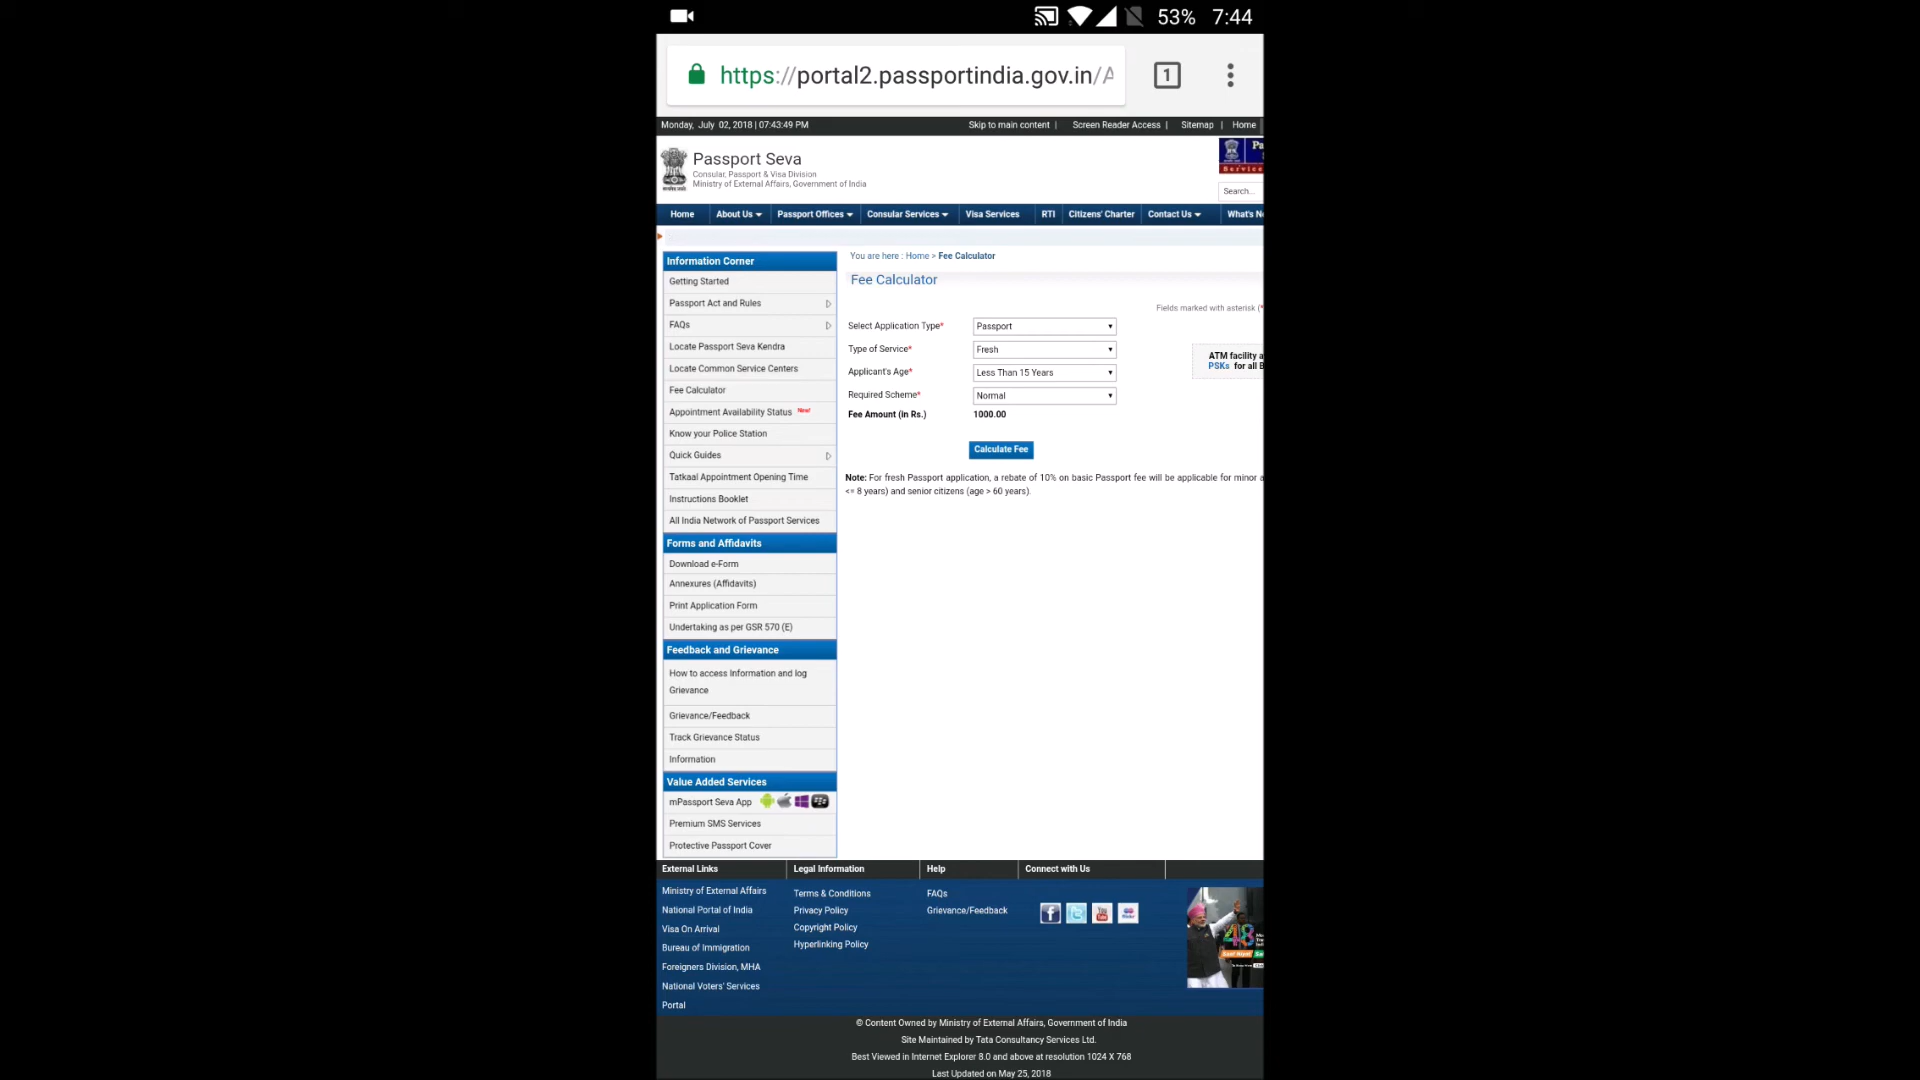 53% 7:44
https://portal2.passportindia.gov.in/A
1
Monday, July 02, 2018 | 07:43:49 PM
Skip to main content | Screen Reader Access | Sitemap | Home
Passport Seva
Consular, Passport & Visa Division
Ministry of External Affairs, Government of India
Pa
Service
Search...
Home About Us Passport Offices Consular Services Visa Services RTI Citizens' Charter Contact Us What's Ne
Information Corner
Getting Started
Passport Act and Rules
FAQs
Locate Passport Seva Kendra
Locate Common Service Centers
Fee Calculator
Appointment Availability Status New!
Know your Police Station
Quick Guides
Tatkaal Appointment Opening Time
Instructions Booklet
All India Network of Passport Services
Forms and Affidavits
Download e-Form
Annexures (Affidavits)
Print Application Form
Undertaking as per GSR 570 (E)
Feedback and Grievance
How to access Information and log
Grievance
Grievance/Feedback
Track Grievance Status
Information
Value Added Services
mPassport Seva App
Premium SMS Services
Protective Passport Cover
You are here : Home > Fee Calculator
Fee Calculator
Fields marked with asterisk (*
Select Application Type* Passport
Type of Service* Fresh
Applicant's Age* Less Than 15 Years
Required Scheme* Normal
Fee Amount (in Rs.) 1000.00
Calculate Fee
ATM facility a
PSKs for all B
Note: For fresh Passport application, a rebate of 10% on basic Passport fee will be applicable for minor a
<= 8 years) and senior citizens (age > 60 years).
External Links
Ministry of External Affairs
National Portal of India
Visa On Arrival
Bureau of Immigration
Foreigners Division, MHA
National Voters' Services
Portal
Legal Information
Terms & Conditions
Privacy Policy
Copyright Policy
Hyperlinking Policy
Help
FAQs
Grievance/Feedback
Connect with Us
48
© Content Owned by Ministry of External Affairs, Government of India
Site Maintained by Tata Consultancy Services Ltd.
Best Viewed in Internet Explorer 8.0 and above at resolution 1024 X 768
Last Updated on May 25, 2018